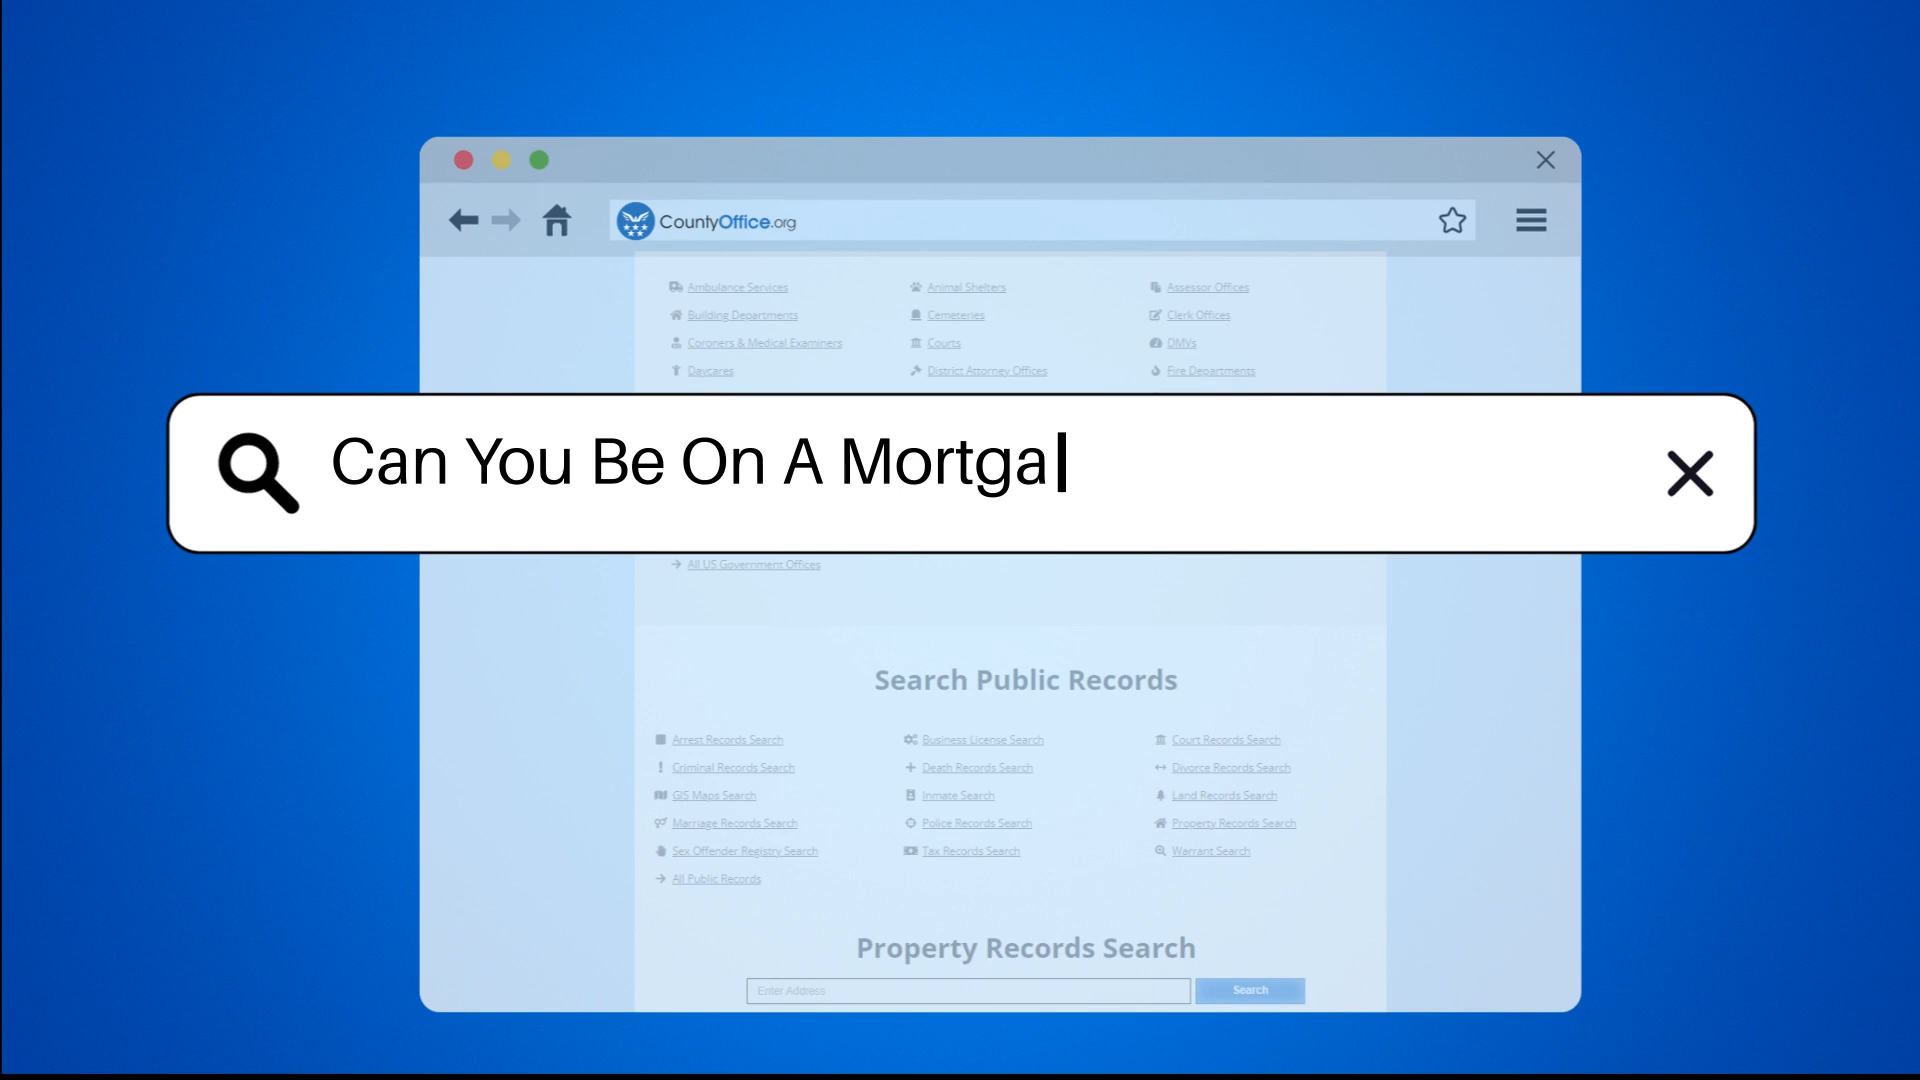 CountyOffice.org
Ambulance Services Animal Shelters Assessor Offices
Building Departments Cemeteries Clerk Offices
Coroners & Medical Examiners Courts DMVs
Daycares District Attorney Offices Fire Departments
Can You Be On A Mortga
All US Government Offices
Search Public Records
Arrest Records Search Business License Search Court Records Search
Criminal Records Search Death Records Search Divorce Records Search
GIS Maps Search Inmate Search Land Records Search
Marriage Records Search Police Records Search Property Records Search
Sex Offender Registry Search Tax Records Search Warrant Search
All Public Records
Property Records Search
Enter Address Search